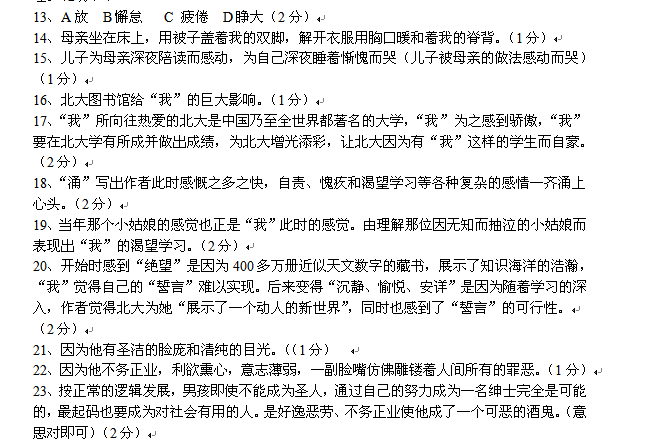 13、A 放 B 懈怠 C 疲倦 D 睁大（2 分）
14、母亲坐在床上，用被子盖着我的双脚，解开衣服用胸口暖和着我的脊背。（1 分）
15、儿子为母亲深夜陪读而感动，为自己深夜睡着惭愧而哭（儿子被母亲的做法感动而哭）
（1 分）
16、北大图书馆给“我”的巨大影响。（1 分）
17、“我”所向往热爱的北大是中国乃至全世界都著名的大学，“我”为之感到骄傲，“我”
要在北大学有所成并做出成绩，为北大增光添彩，让北大因为有“我”这样的学生而自豪。
（2 分）
18、“涌”写出作者此时感慨之多之快，自责、愧疚和渴望学习等各种复杂的感情一齐涌上
心头。（2 分）
19、当年那个小姑娘的感觉也正是“我”此时的感觉。由理解那位因无知而抽泣的小姑娘而
表现出“我”的渴望学习。（2 分）
20、开始时感到“绝望”是因为 400 多万册近似天文数字的藏书，展示了知识海洋的浩瀚，
“我”觉得自己的“誓言”难以实现。后来变得“沉静、愉悦、安详”是因为随着学习的深
入，作者觉得北大为她“展示了一个动人的新世界”，同时也感到了“誓言”的可行性。
（2 分）
21、因为他有圣洁的脸庞和清纯的目光。（（1 分）
22、因为他不务正业，利欲熏心，意志薄弱，一副脸嘴仿佛雕镂着人间所有的罪恶。（1 分）
23、按正常的逻辑发展，男孩即使不能成为圣人，通过自己的努力成为一名绅士完全是可能
的，最起码也要成为对社会有用的人。是好逸恶劳、不务正业使他成了一个可恶的酒鬼。（意
思对即可）（2 分）